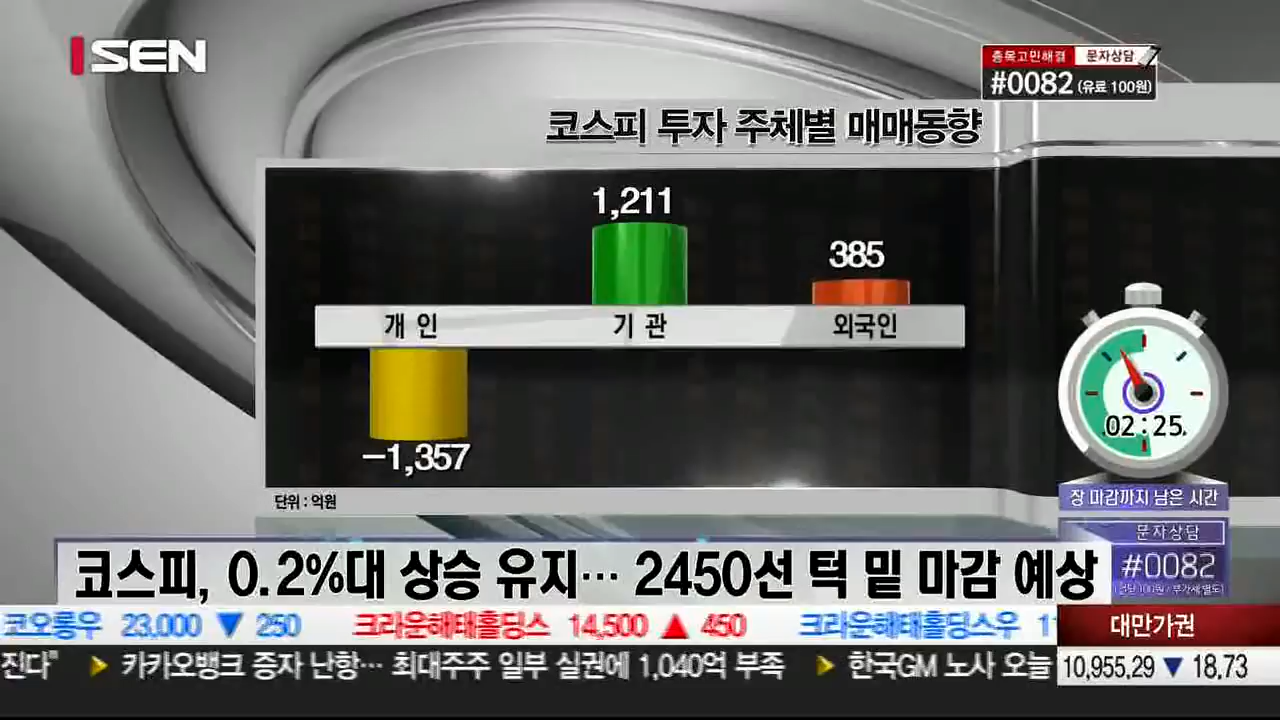 SEN
종목고민해결 문자상담
#0082 (유료 100원)
코스피 투자 주체별 매매동향
1,211
385
개 인 기 관 외국인
-1,357
02:25
단위 : 억원
장 마감까지 남은 시간
문자상담
#0082
코스피, 0.2%대 상승 유지… 2450선 턱 밑 마감 예상
코오롱우 23,000 ▼ 250 크라운해태홀딩스 14,500 ▲ 450 크라운해태홀딩스우
대만가권
진다" ▶ 카카오뱅크 증자 난항… 최대주주 일부 실권에 1,040억 부족 ▶ 한국GM 노사 오늘
10,955.29 ▼ 18.73